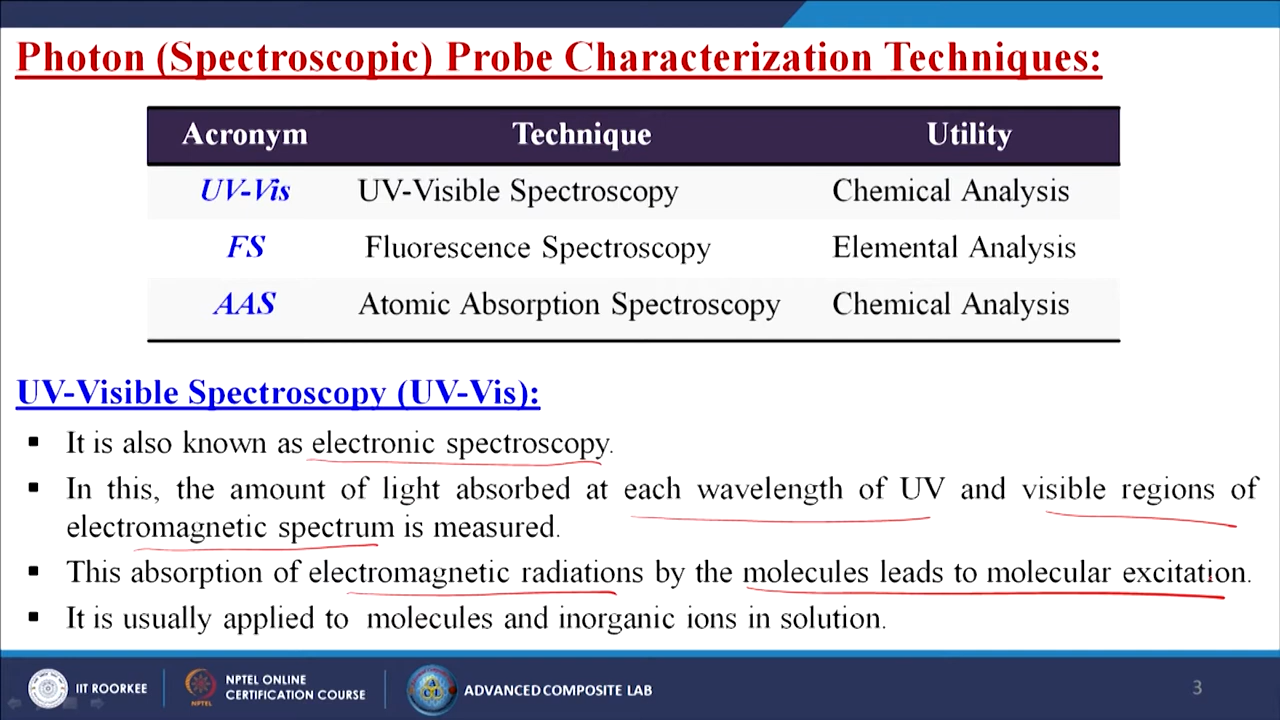 Photon (Spectroscopic) Probe Characterization Techniques:
Acronym Technique Utility
UV-Vis UV-Visible Spectroscopy Chemical Analysis
FS Fluorescence Spectroscopy Elemental Analysis
AAS Atomic Absorption Spectroscopy Chemical Analysis
UV-Visible Spectroscopy (UV-Vis):
▪ It is also known as electronic spectroscopy.
▪ In this, the amount of light absorbed at each wavelength of UV and visible regions of
electromagnetic spectrum is measured.
▪ This absorption of electromagnetic radiations by the molecules leads to molecular excitation.
▪ It is usually applied to molecules and inorganic ions in solution.
IIT ROORKEE
NPTEL
NPTEL ONLINE
CERTIFICATION COURSE
ACL
ADVANCED COMPOSITE LAB
3